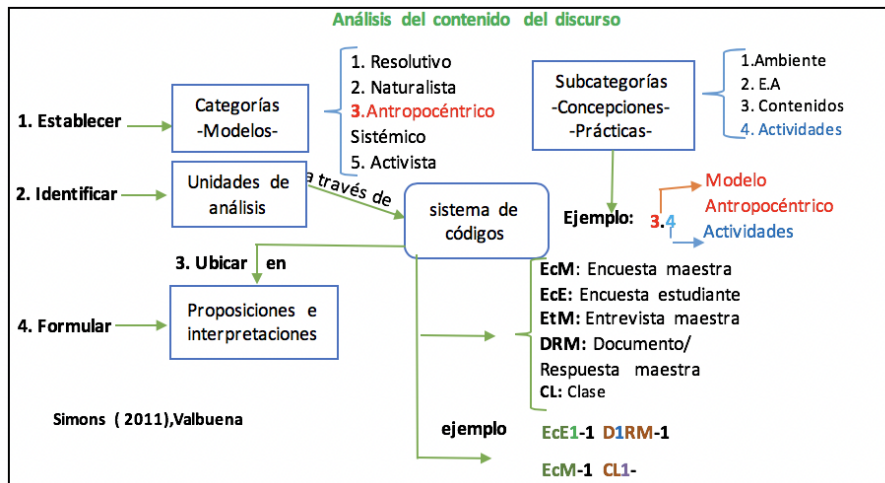 Análisis del contenido del discurso
1. Establecer
Categorías
-Modelos-
1. Resolutivo
2. Naturalista
3.Antropocéntrico
Sistémico
5. Activista
Subcategorías
-Concepciones-
-Prácticas-
1.Ambiente
2. E.A
3. Contenidos
4. Actividades
2. Identificar
Unidades de
análisis
a través de
sistema de
códigos
Ejemplo: 3.4
Modelo
Antropocéntrico
Actividades
3. Ubicar en
4. Formular
Proposiciones e
interpretaciones
EcM: Encuesta maestra
EcE: Encuesta estudiante
EtM: Entrevista maestra
DRM: Documento/
Respuesta maestra
CL: Clase
Simons ( 2011),Valbuena
ejemplo
EcE1-1 D1RM-1
EcM-1 CL1-